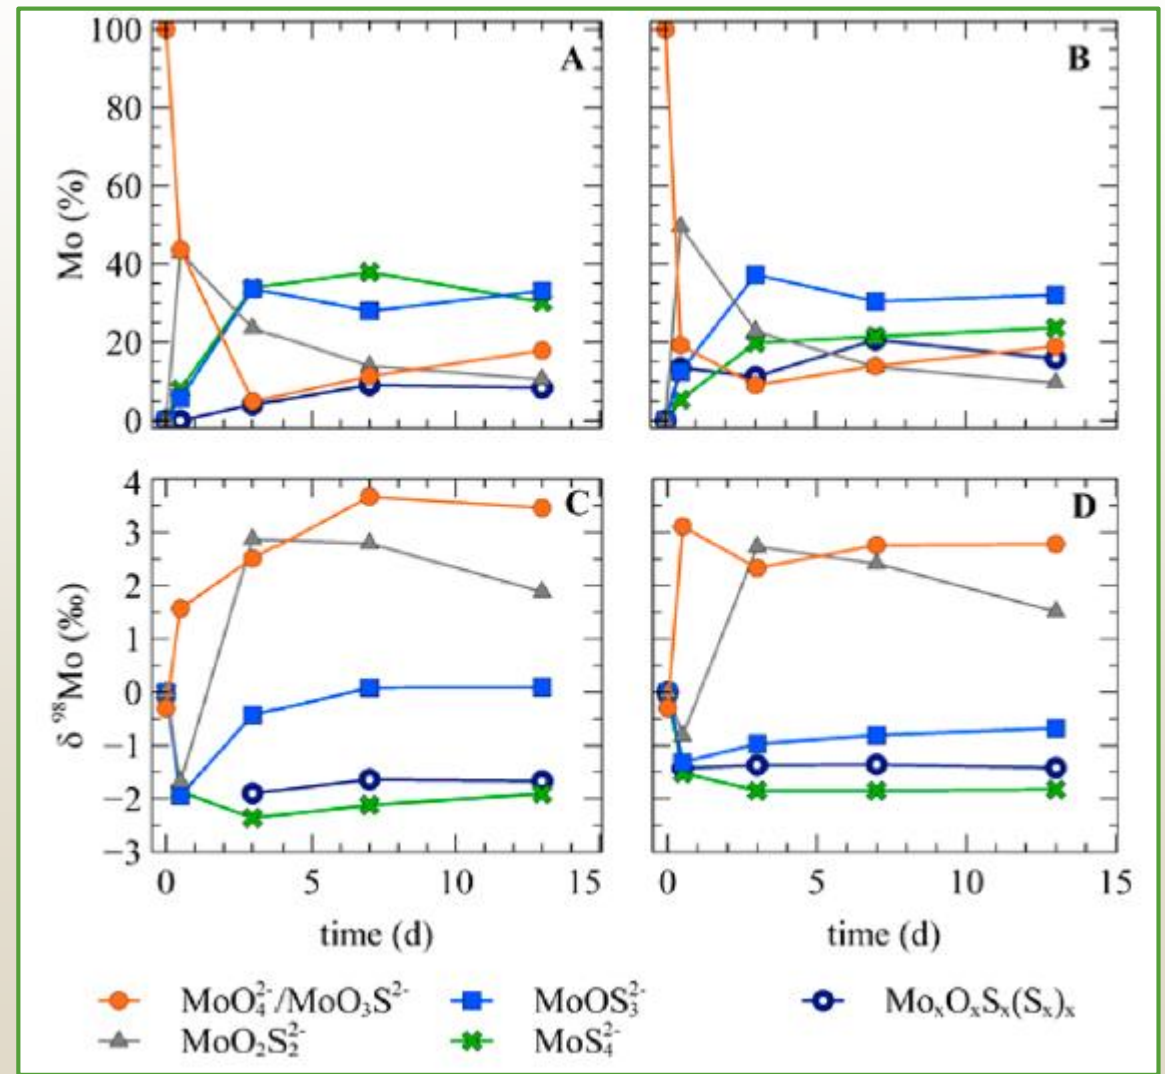 100
80
60
40
20
0
Mo (%)
A
B
4
3
2
1
0
−1
−2
−3
δ ⁹⁸Mo (‰)
C
D
0 5 10 15
0 5 10 15
time (d)
time (d)
MoO₄²⁻/MoO₃S²⁻
MoOS₃²⁻
MoₓOₓSₓ(Sₓ)ₓ
MoO₂S₂²⁻
MoS₄²⁻